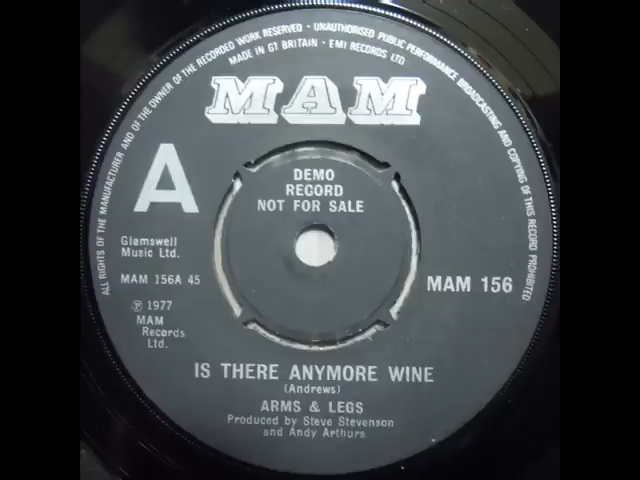 ALL RIGHTS OF THE MANUFACTURER AND OF THE OWNER OF THE RECORDED WORK RESERVED · UNAUTHORISED PUBLIC PERFORMANCE BROADCASTING AND COPYING OF THIS RECORD PROHIBITED
MADE IN GT BRITAIN · EMI RECORDS LTD
MAM
A
DEMO
RECORD
NOT FOR SALE
Glamswell
Music Ltd.
MAM 156A 45
MAM 156
℗ 1977
MAM
Records
Ltd.
IS THERE ANYMORE WINE
(Andrews)
ARMS & LEGS
Produced by Steve Stevenson
and Andy Arthurs